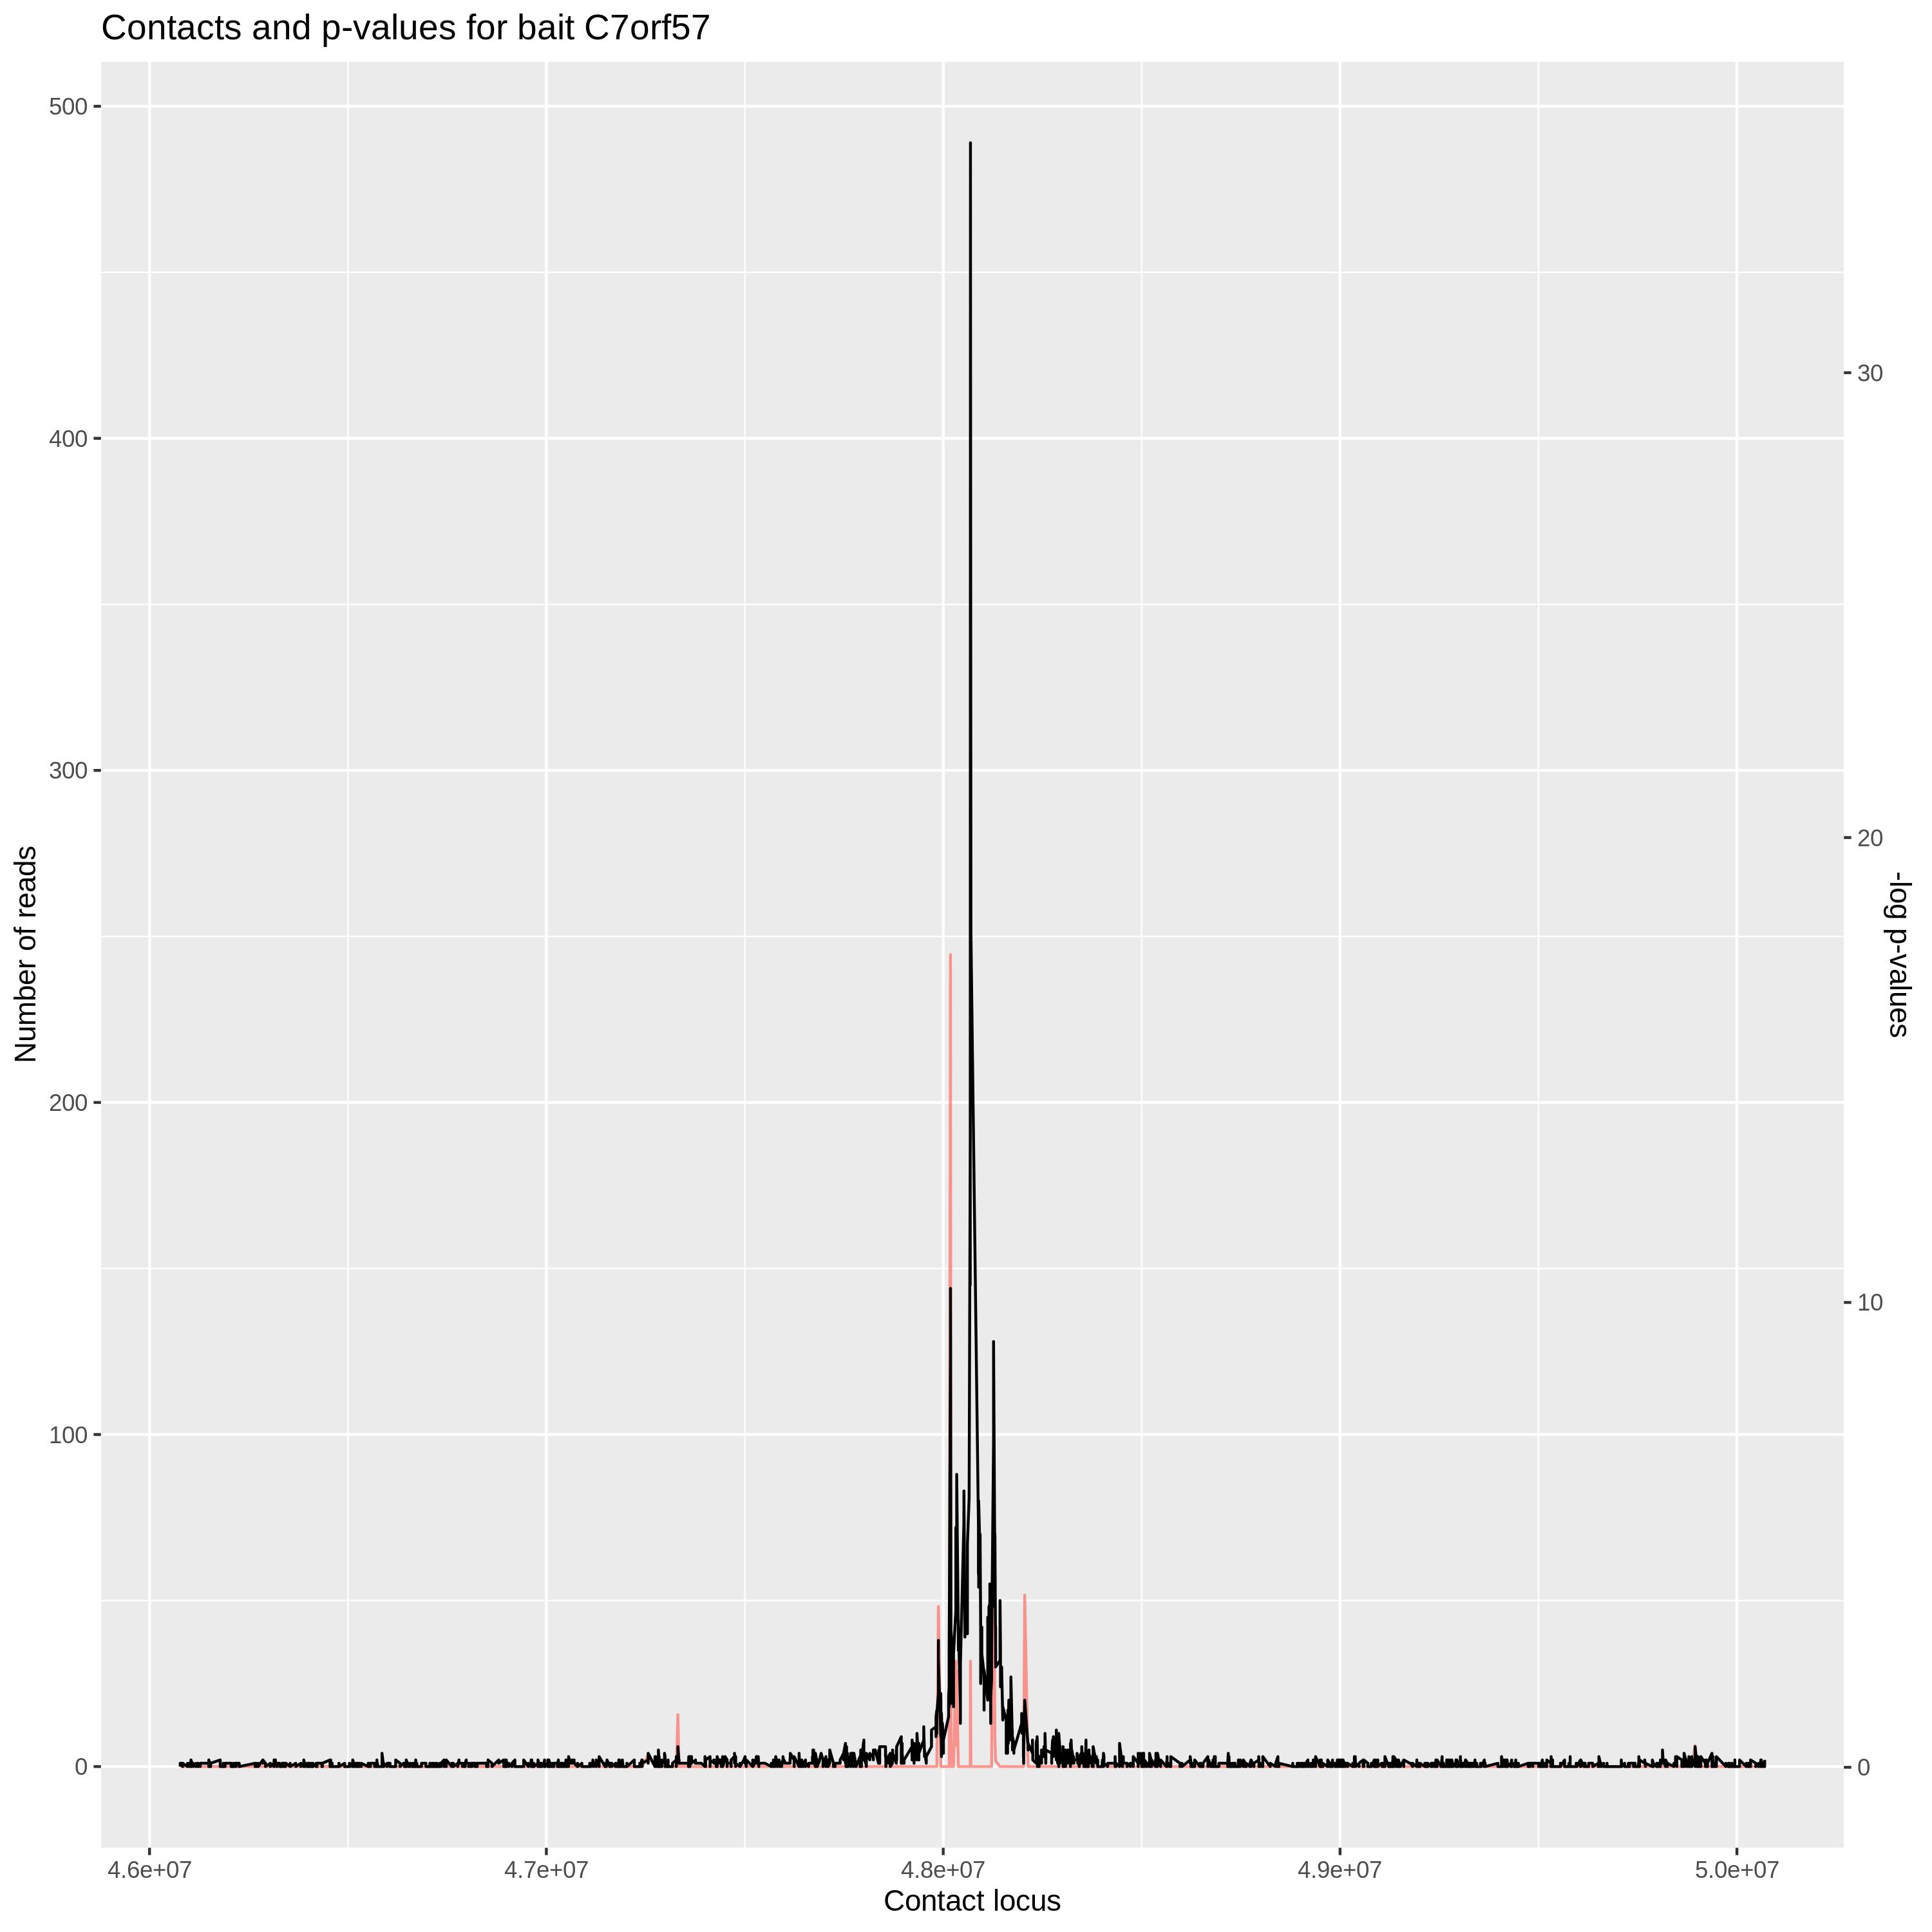 Contacts and p-values for bait C7orf57
500
400
300
200
100
0
Number of reads
30
20
10
0
-log p-values
4.6e+07 4.7e+07 4.8e+07 4.9e+07 5.0e+07
Contact locus